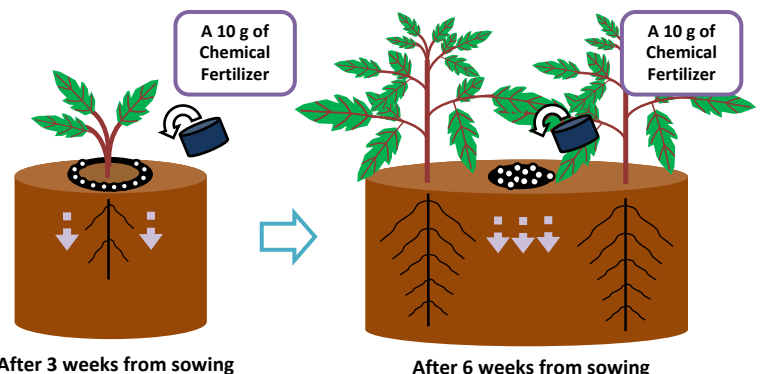 A 10 g of
Chemical
Fertilizer
A 10 g of
Chemical
Fertilizer
After 3 weeks from sowing
After 6 weeks from sowing